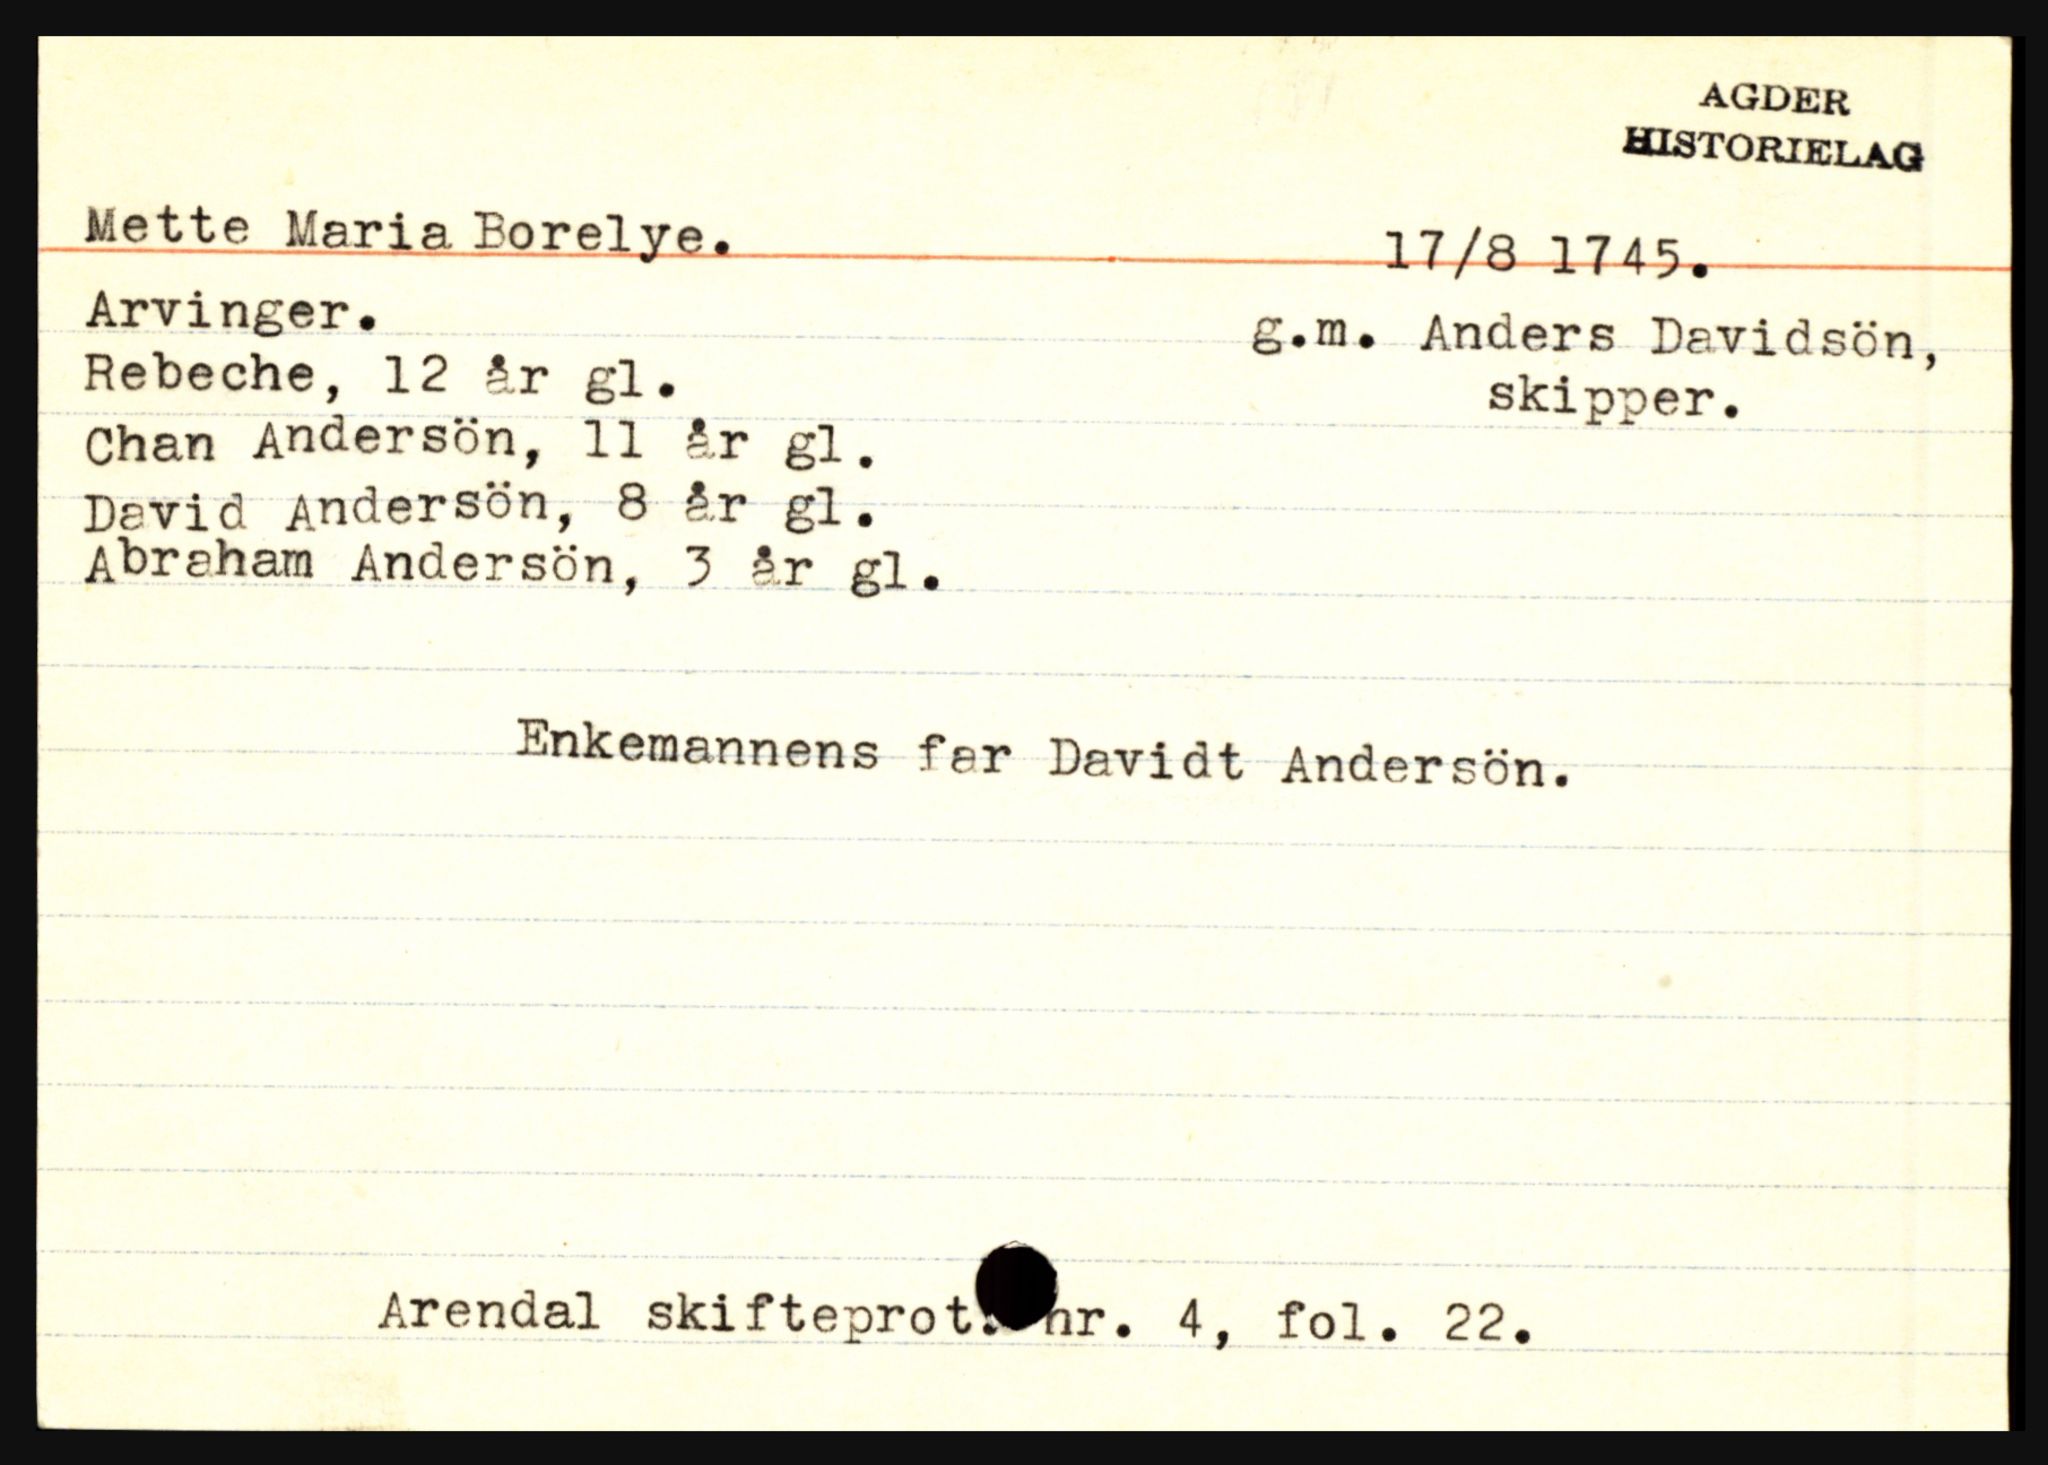 AGDER
HISTORIELAG
Mette Maria Borelye. 17/8 1745.
Arvinger. g.m. Anders Davidsön,
Rebeche, 12 år gl. skipper.
Chan Andersön, 11 år gl.
David Andersön, 8 år gl.
Abraham Andersön, 3 år gl.
Enkemannens far Davidt Andersön.
Arendal skifteprot. nr. 4, fol. 22.